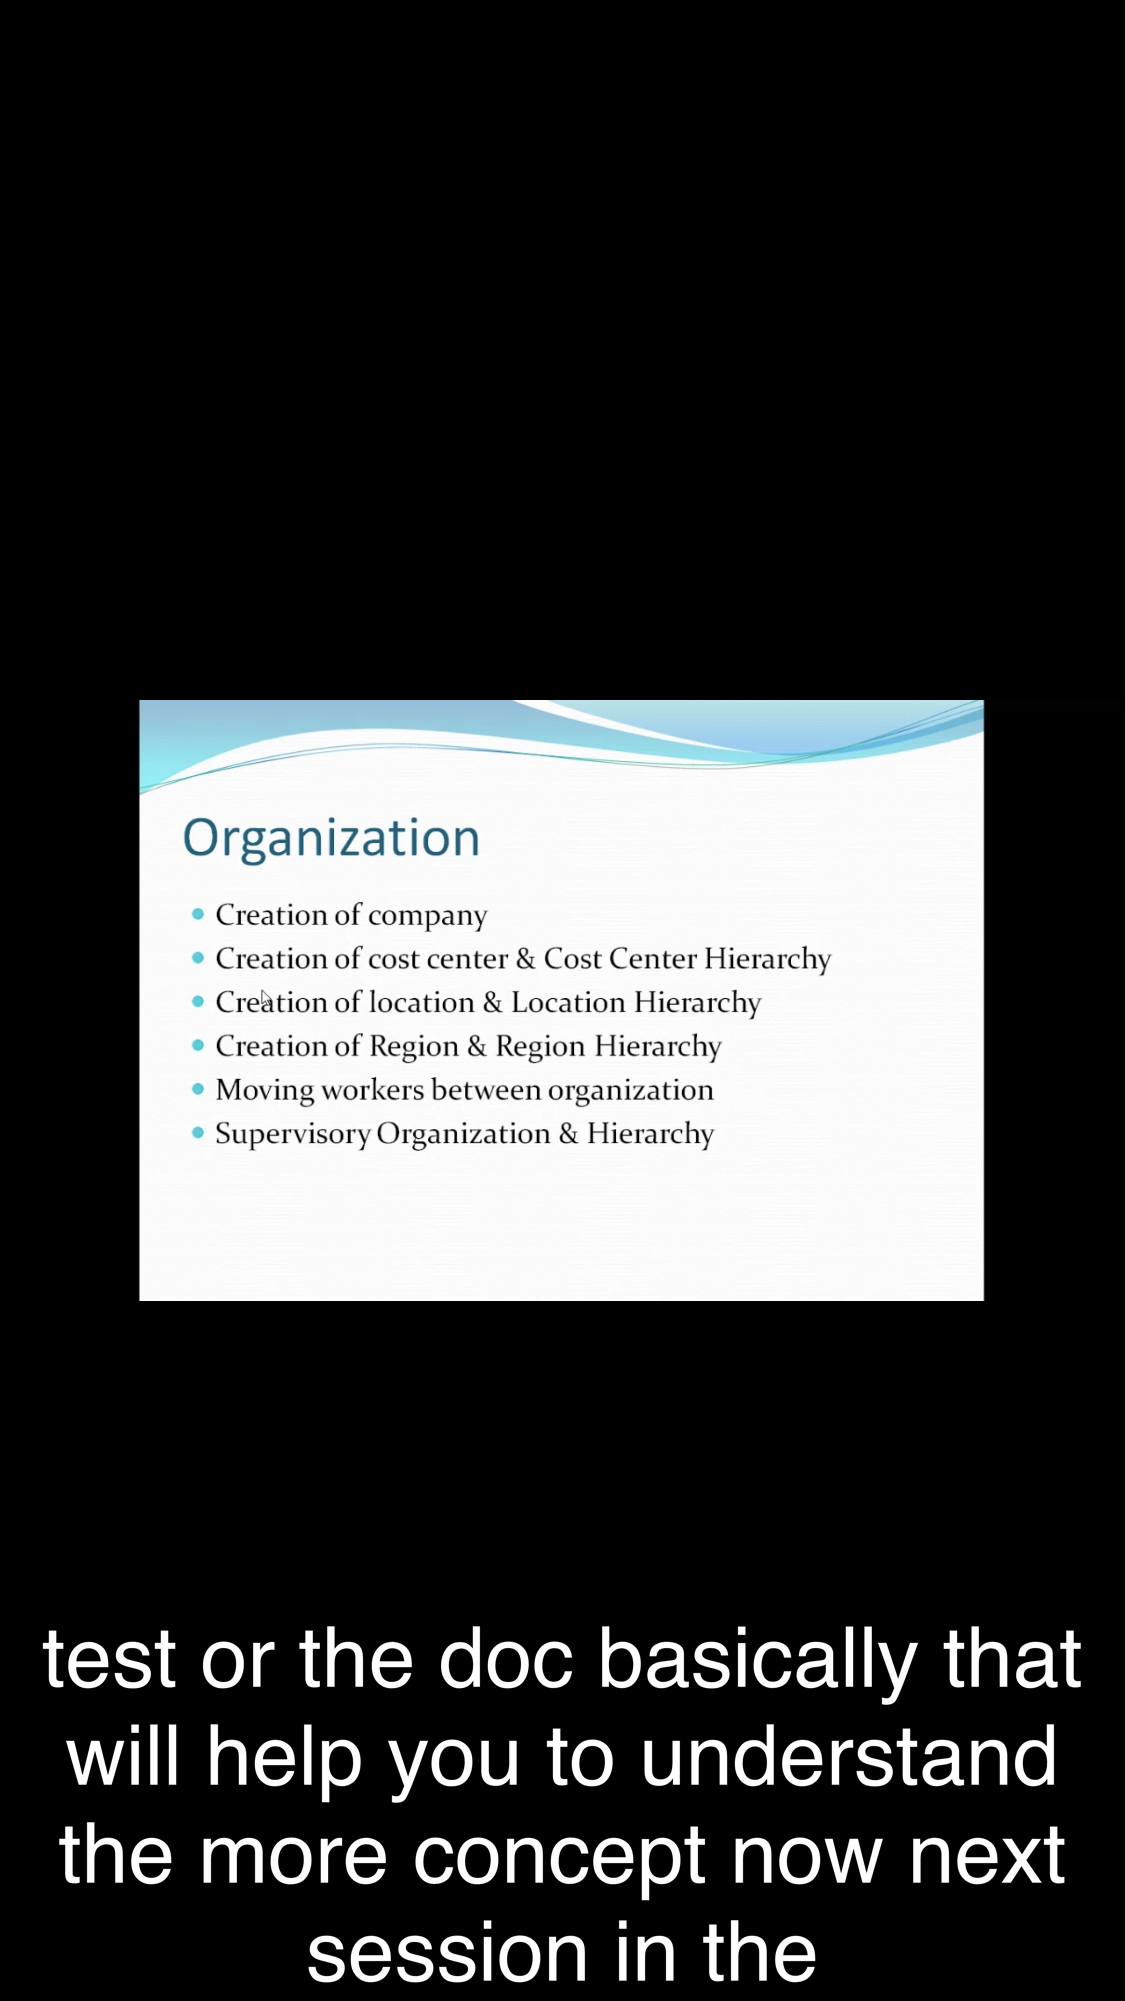 Organization
Creation of company
Creation of cost center & Cost Center Hierarchy
Creation of location & Location Hierarchy
Creation of Region & Region Hierarchy
Moving workers between organization
Supervisory Organization & Hierarchy
test or the doc basically that
will help you to understand
the more concept now next
session in the